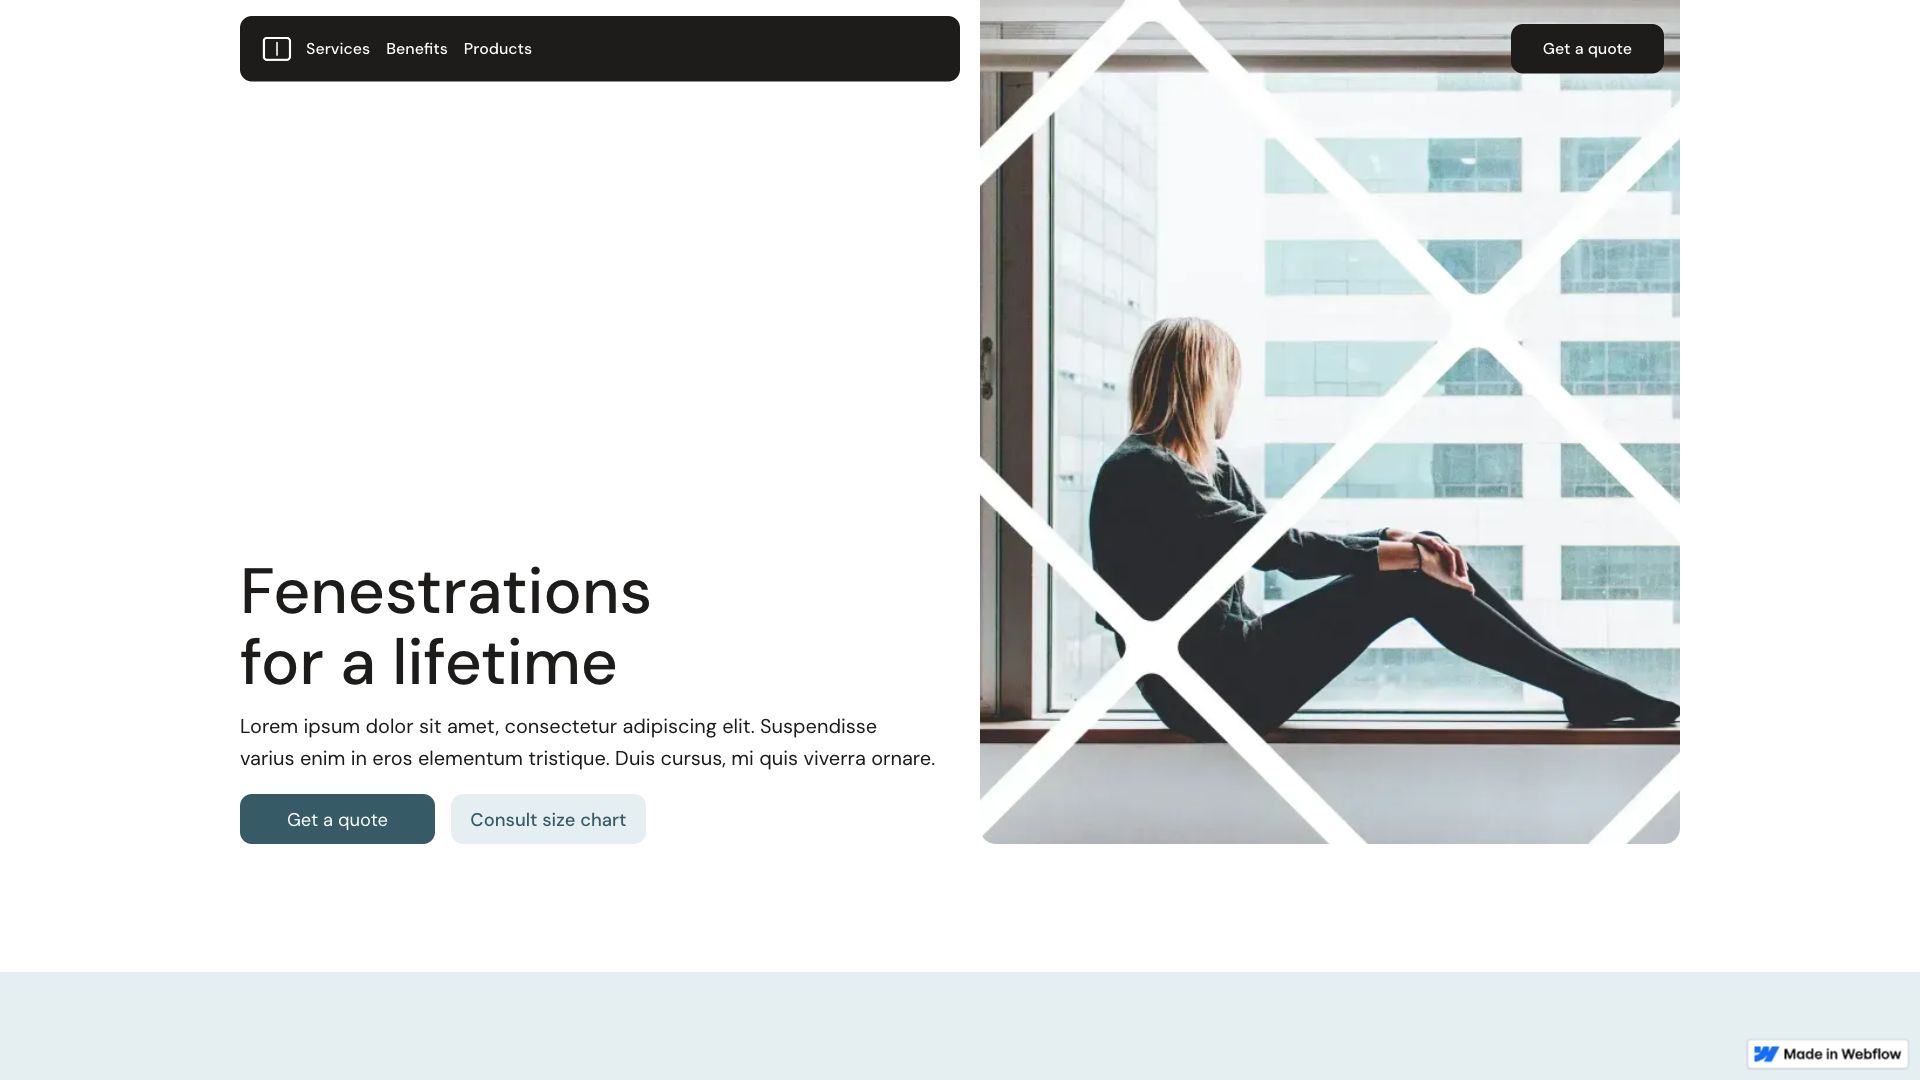 Services Benefits Products
Get a quote
Fenestrations
for a lifetime
Lorem ipsum dolor sit amet, consectetur adipiscing elit. Suspendisse
varius enim in eros elementum tristique. Duis cursus, mi quis viverra ornare.
Get a quote
Consult size chart
Made in Webflow